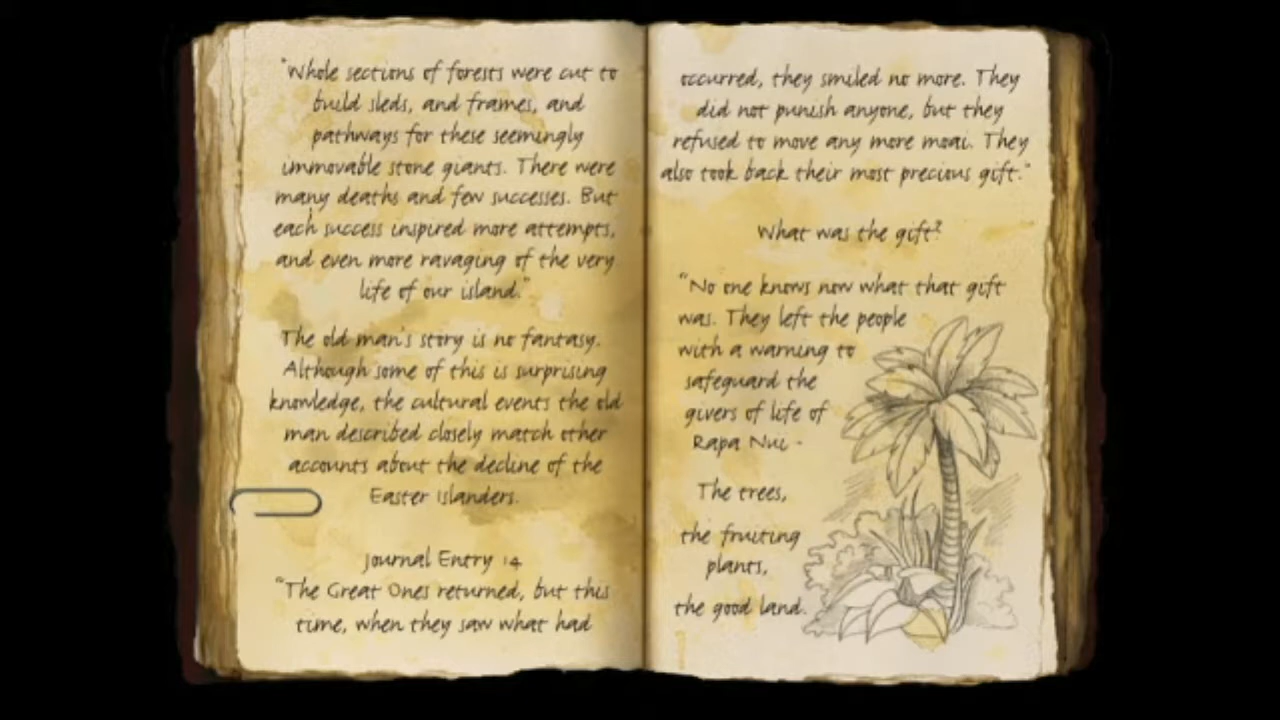 "Whole sections of forests were cut to
build sleds, and frames, and
pathways for these seemingly
immovable stone giants. There were
many deaths and few successes. But
each success inspired more attempts,
and even more ravaging of the very
life of our island."
The old man's story is no fantasy.
Although some of this is surprising
knowledge, the cultural events the old
man described closely match other
accounts about the decline of the
Easter Islanders.
Journal Entry 14
"The Great Ones returned, but this
time, when they saw what had
occurred, they smiled no more. They
did not punish anyone, but they
refused to move any more moai. They
also took back their most precious gift."
What was the gift?
"No one knows now what that gift
was. They left the people
with a warning to
safeguard the
givers of life of
Rapa Nui -
The trees,
the fruiting
plants,
the good land.